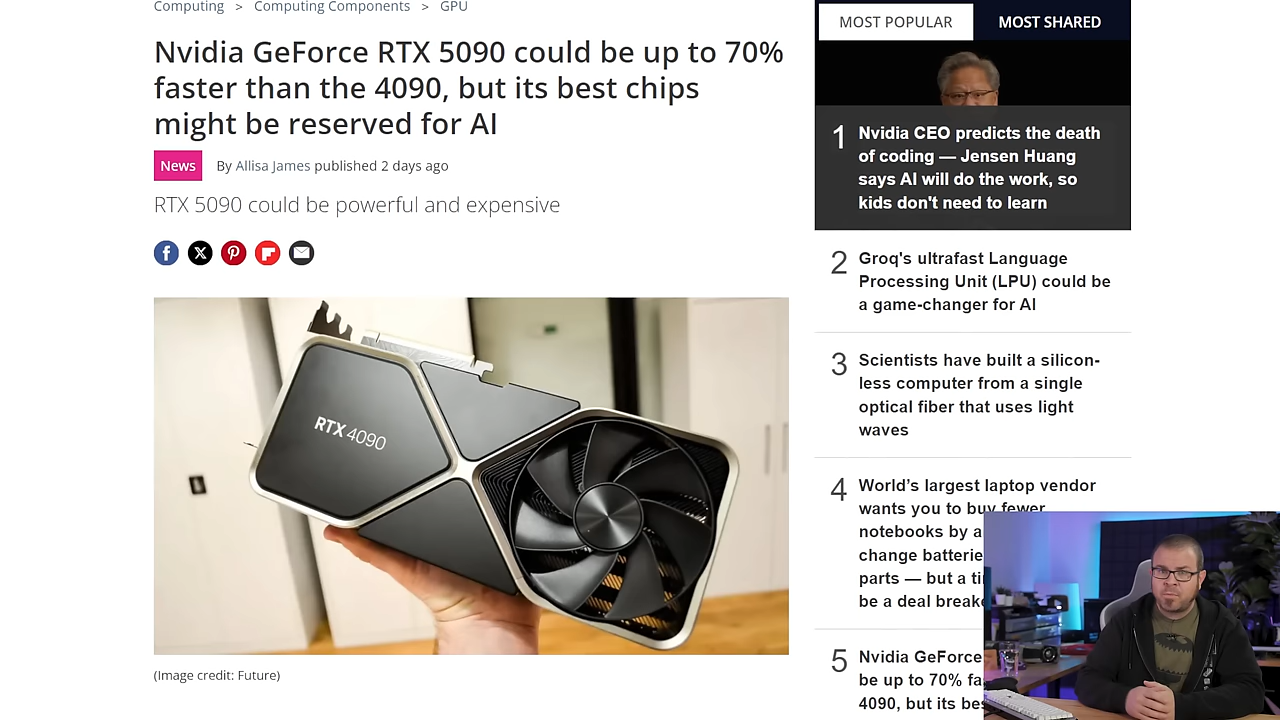 Computing > Computing Components > GPU
Nvidia GeForce RTX 5090 could be up to 70%
faster than the 4090, but its best chips
might be reserved for AI
News By Allisa James published 2 days ago
RTX 5090 could be powerful and expensive
RTX 4090
(Image credit: Future)
MOST POPULAR MOST SHARED
1 Nvidia CEO predicts the death
of coding — Jensen Huang
says AI will do the work, so
kids don't need to learn
2 Groq's ultrafast Language
Processing Unit (LPU) could be
a game-changer for AI
3 Scientists have built a silicon-
less computer from a single
optical fiber that uses light
waves
4 World’s largest laptop vendor
wants you to buy fewer
notebooks by a
change batterie
parts — but a ti
be a deal break
5 Nvidia GeForce
be up to 70% fa
4090, but its bes